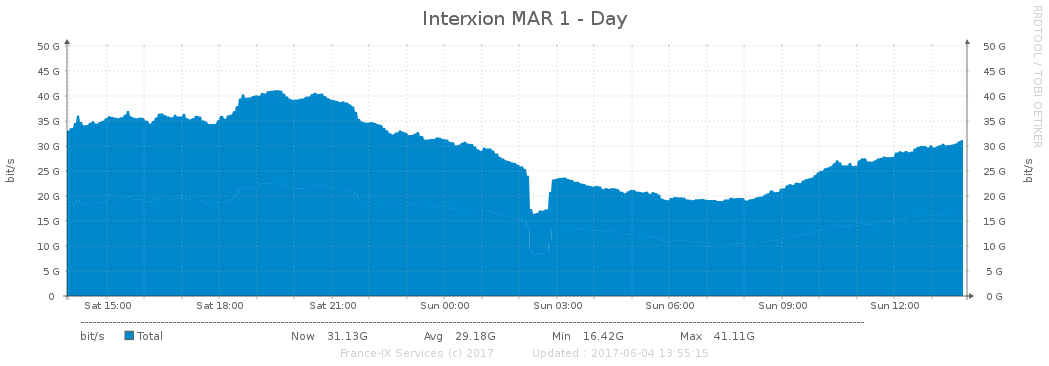 Interxion MAR 1 - Day
RRDTOOL / TOBI OETIKER
bit/s
50 G 50 G
45 G 45 G
40 G 40 G
35 G 35 G
30 G 30 G
25 G 25 G
20 G 20 G
15 G 15 G
10 G 10 G
5 G 5 G
0 0 G
bit/s
Sat 15:00 Sat 18:00 Sat 21:00 Sun 00:00 Sun 03:00 Sun 06:00 Sun 09:00 Sun 12:00
bit/s Total Now 31.13G Avg 29.18G Min 16.42G Max 41.11G
France-IX Services (c) 2017 Updated : 2017-06-04 13:55:15